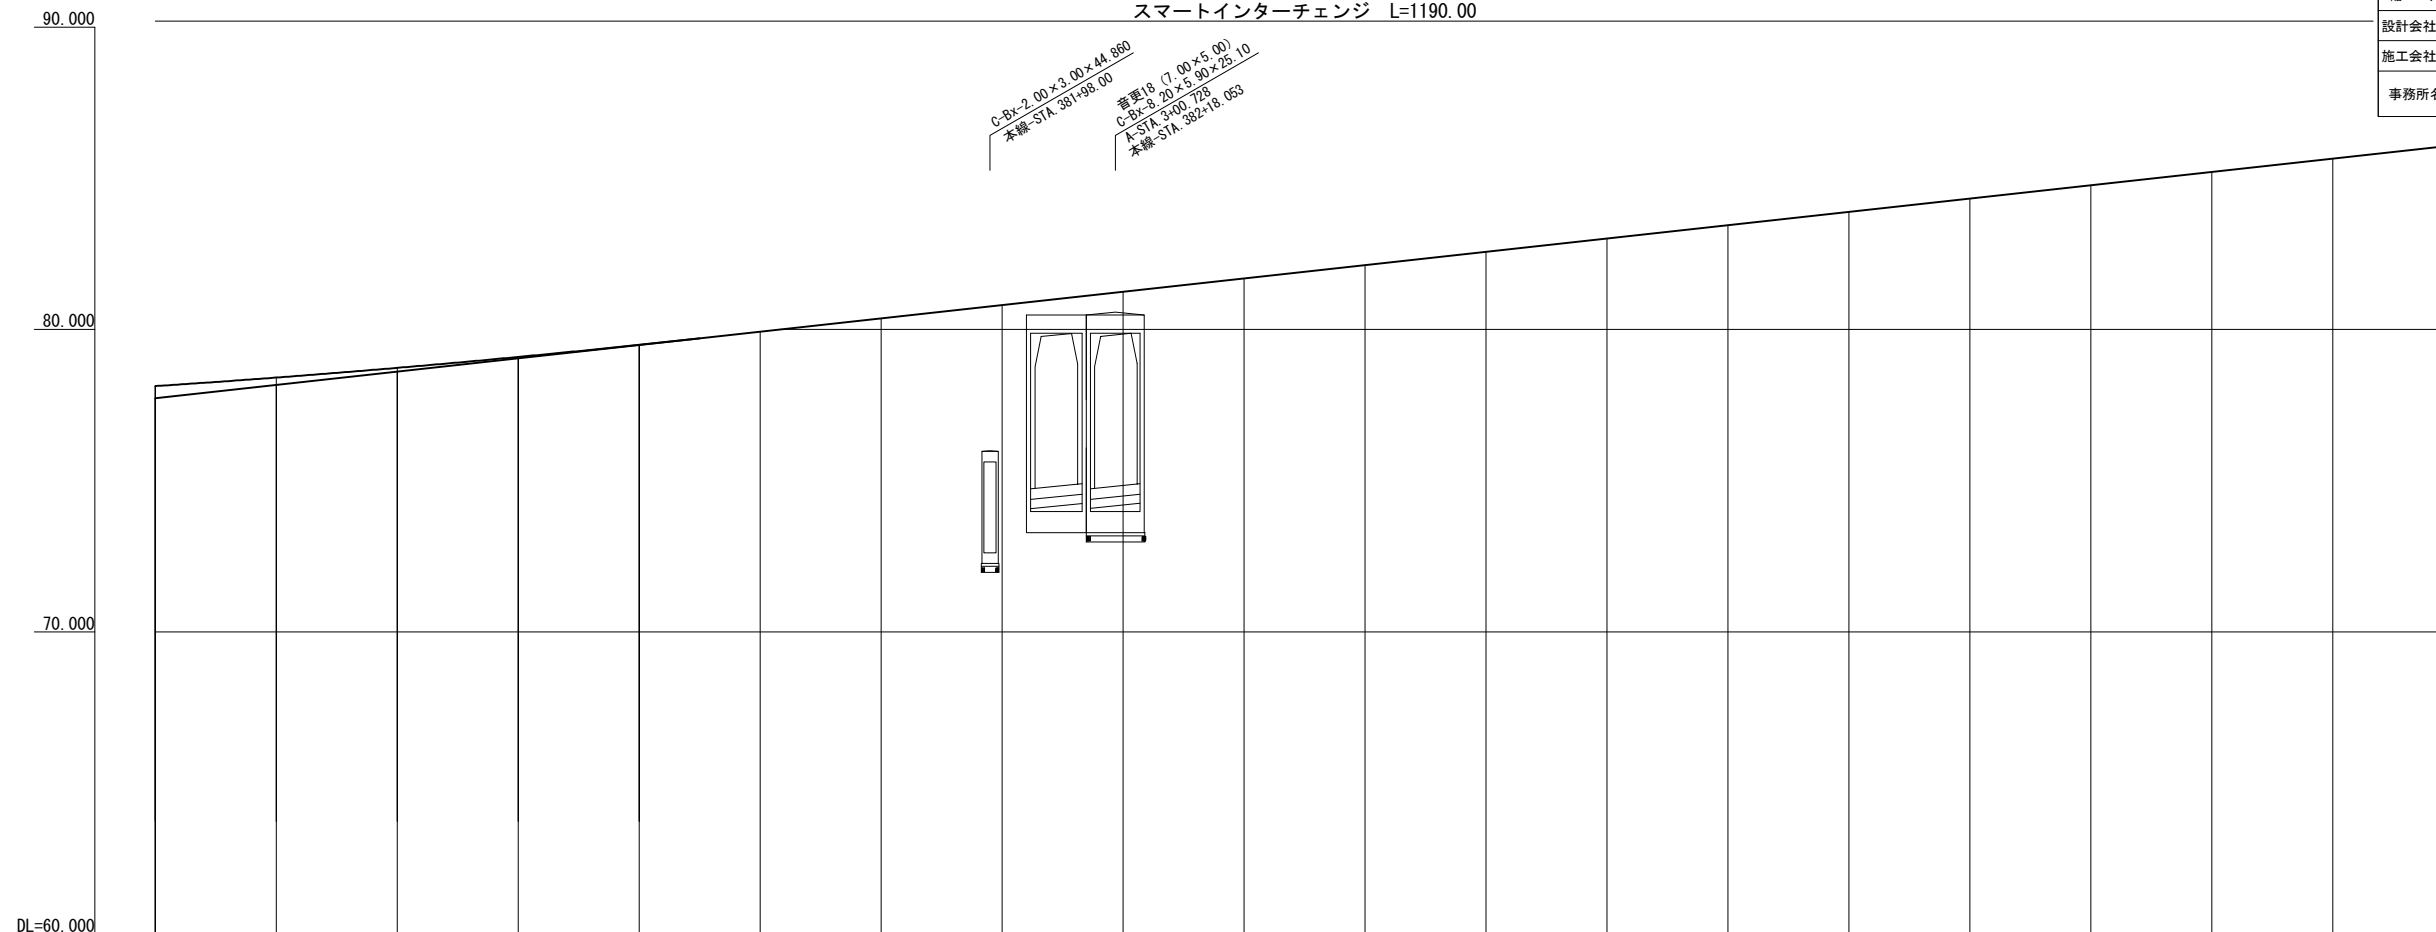 スマートインターチェンジ L=1190.00
90.000
設計会社
施工会社
事務所名
C-Bx-2.00×3.00×44.860
本線-STA.381+98.00
音更18 (7.00×5.00)
C-Bx-8.20×5.90×25.10
A-STA.3+00.728
本線-STA.382+18.053
80.000
70.000
DL=60.000